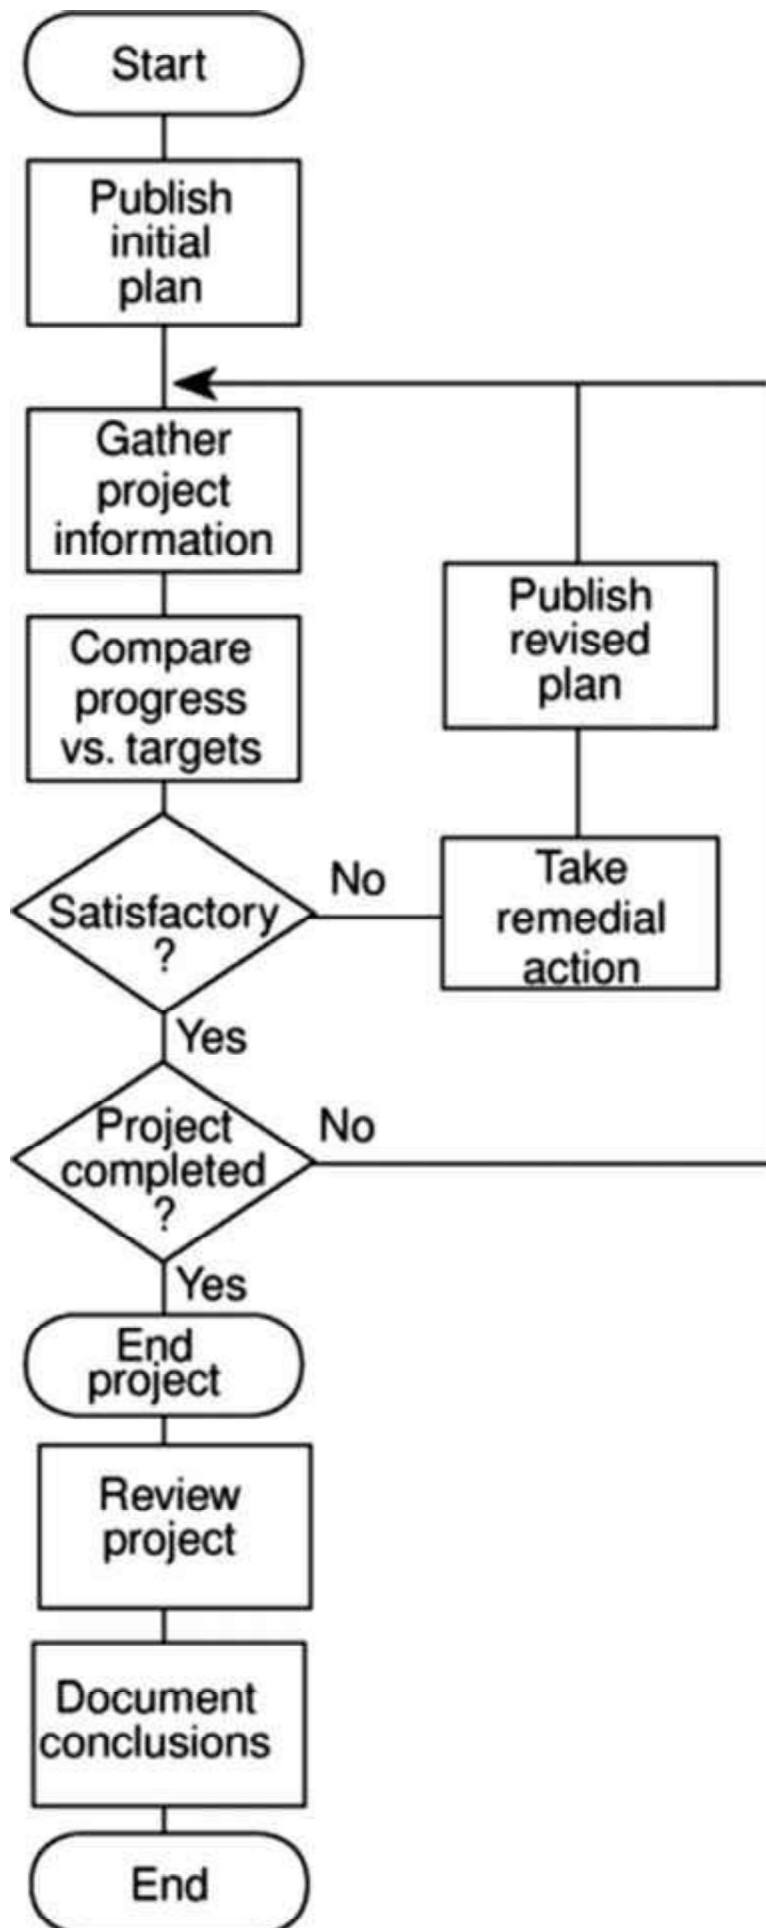 Start
Publish
initial
plan
Gather
project
information
Compare
progress
vs. targets
Publish
revised
plan
Satisfactory
?
No
Take
remedial
action
Yes
Project
completed
?
No
Yes
End
project
Review
project
Document
conclusions
End